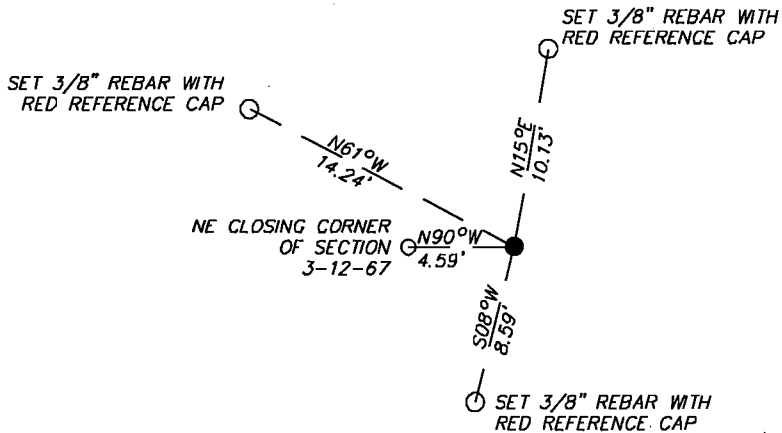 SET 3/8" REBAR WITH
RED REFERENCE CAP
SET 3/8" REBAR WITH
RED REFERENCE CAP
N15°E
10.13'
N61°W
14.24'
NE CLOSING CORNER
OF SECTION
3-12-67
N90°W
4.59'
S08°W
8.59'
SET 3/8" REBAR WITH
RED REFERENCE CAP